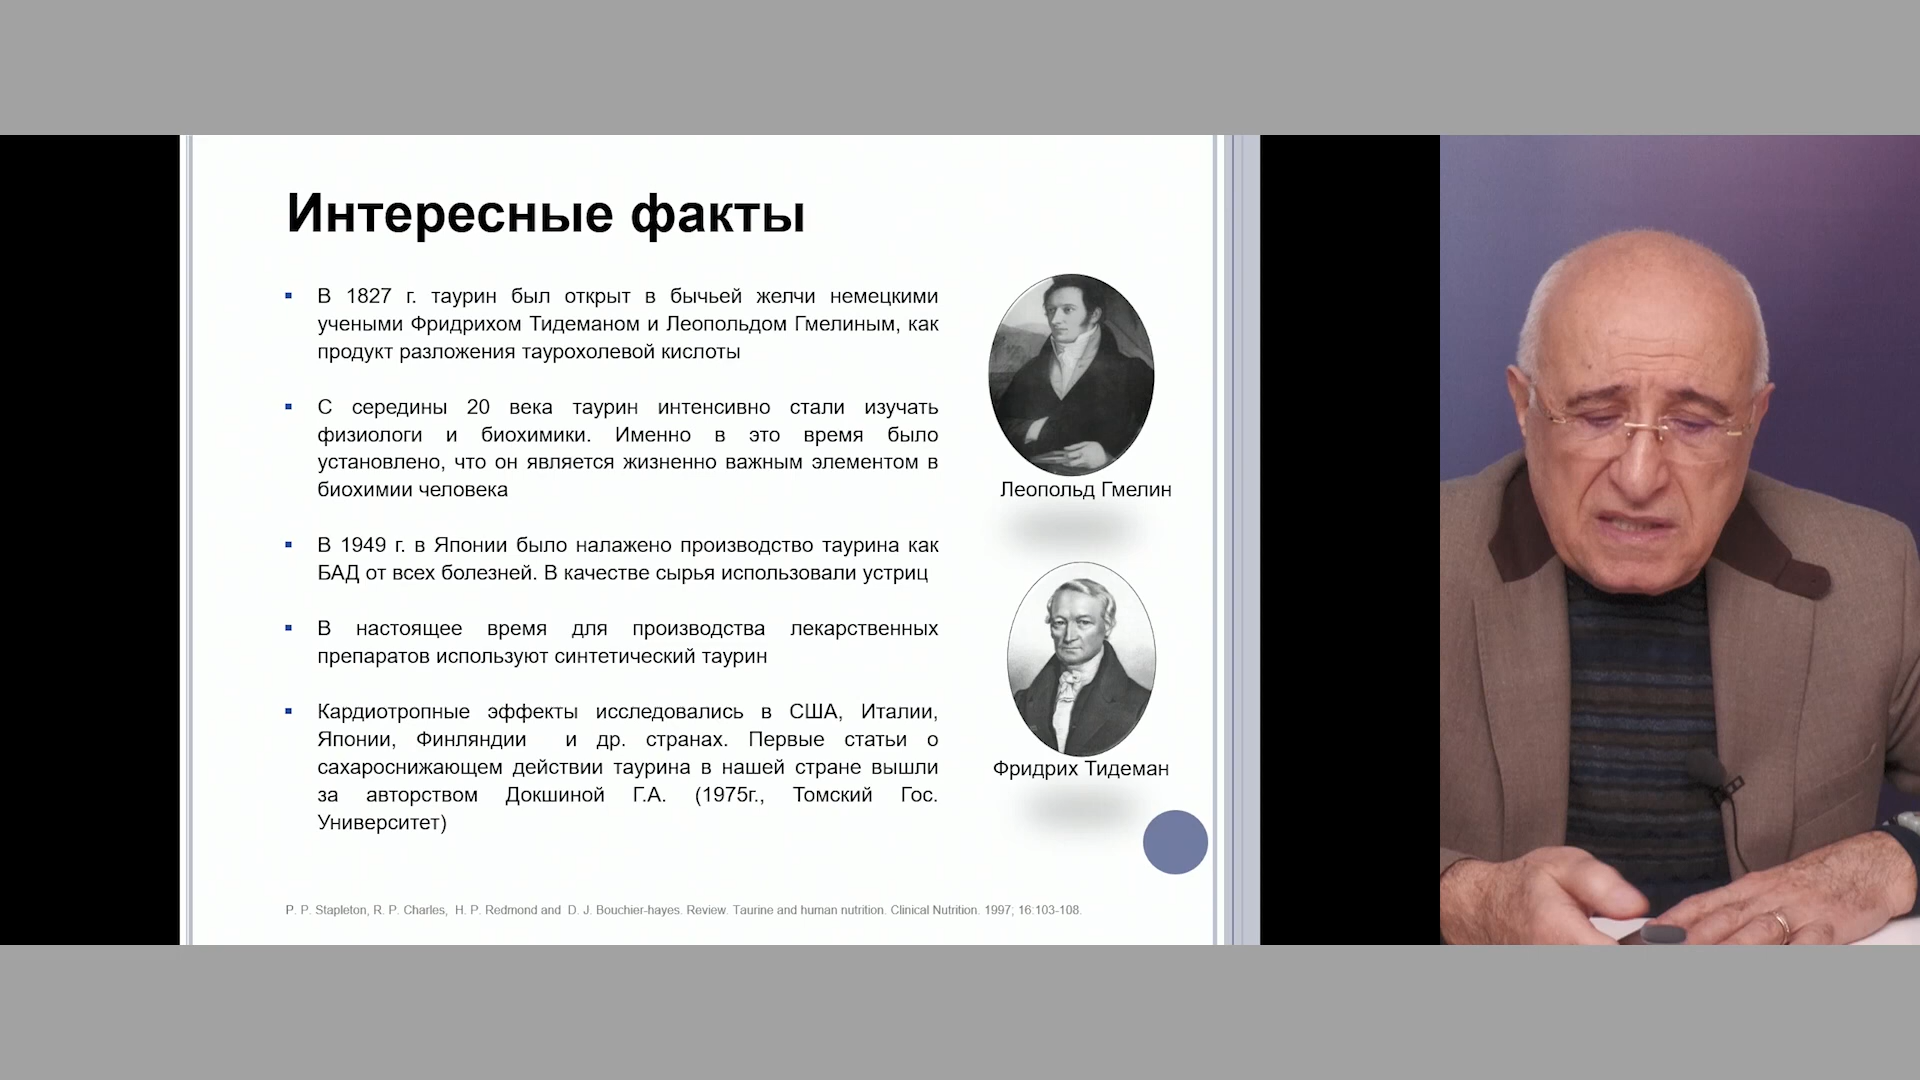 Интересные факты
В 1827 г. таурин был открыт в бычьей желчи немецкими
учеными Фридрихом Тидеманом и Леопольдом Гмелиным, как
продукт разложения таурохолевой кислоты
С середины 20 века таурин интенсивно стали изучать
физиологи и биохимики. Именно в это время было
установлено, что он является жизненно важным элементом в
биохимии человека
В 1949 г. в Японии было налажено производство таурина как
БАД от всех болезней. В качестве сырья использовали устриц
В настоящее время для производства лекарственных
препаратов используют синтетический таурин
Кардиотропные эффекты исследовались в США, Италии,
Японии, Финляндии и др. странах. Первые статьи о
сахароснижающем действии таурина в нашей стране вышли
за авторством Докшиной Г.А. (1975г., Томский Гос.
Университет)
Леопольд Гмелин
Фридрих Тидеман
P. P. Stapleton, R. P. Charles, H. P. Redmond and D. J. Bouchier-hayes. Review. Taurine and human nutrition. Clinical Nutrition. 1997; 16:103-108.